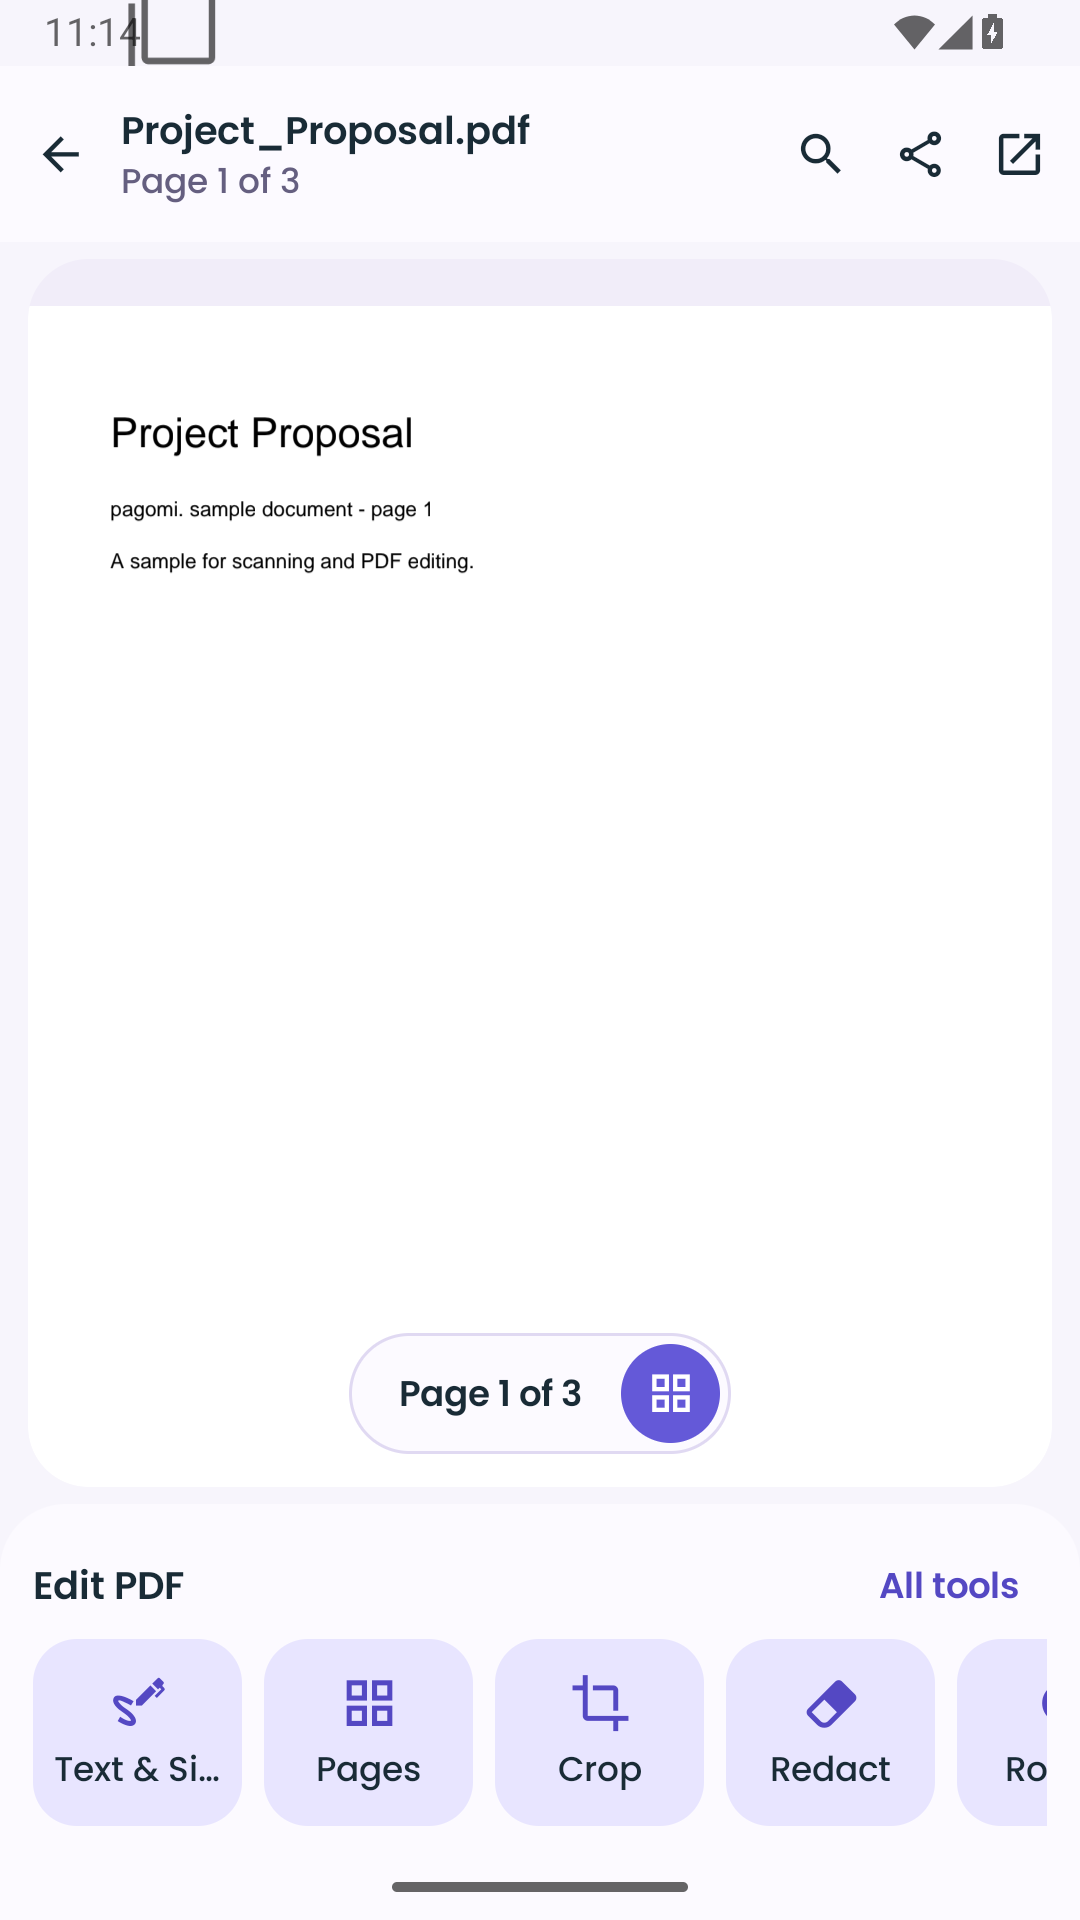 11:14
Project_Proposal.pdf
Page 1 of 3
Project Proposal
pagomi. sample document - page 1
A sample for scanning and PDF editing.
Page 1 of 3
Edit PDF
All tools
Text & Si...
Pages
Crop
Redact
Ro